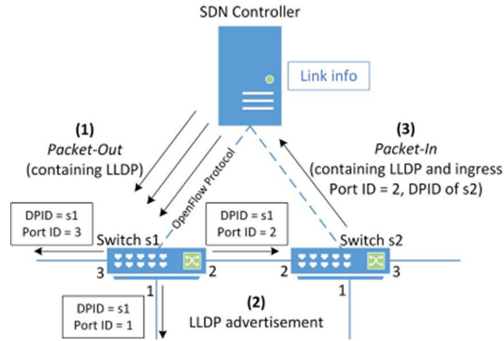 SDN Controller
Link info
(1)
Packet-Out
(containing LLDP)
(3)
Packet-In
(containing LLDP and ingress
Port ID = 2, DPID of s2)
OpenFlow Protocol
DPID = s1
Port ID = 3
Switch s1
DPID = s1
Port ID = 2
Switch s2
3
2
2
3
1
1
DPID = s1
Port ID = 1
(2)
LLDP advertisement